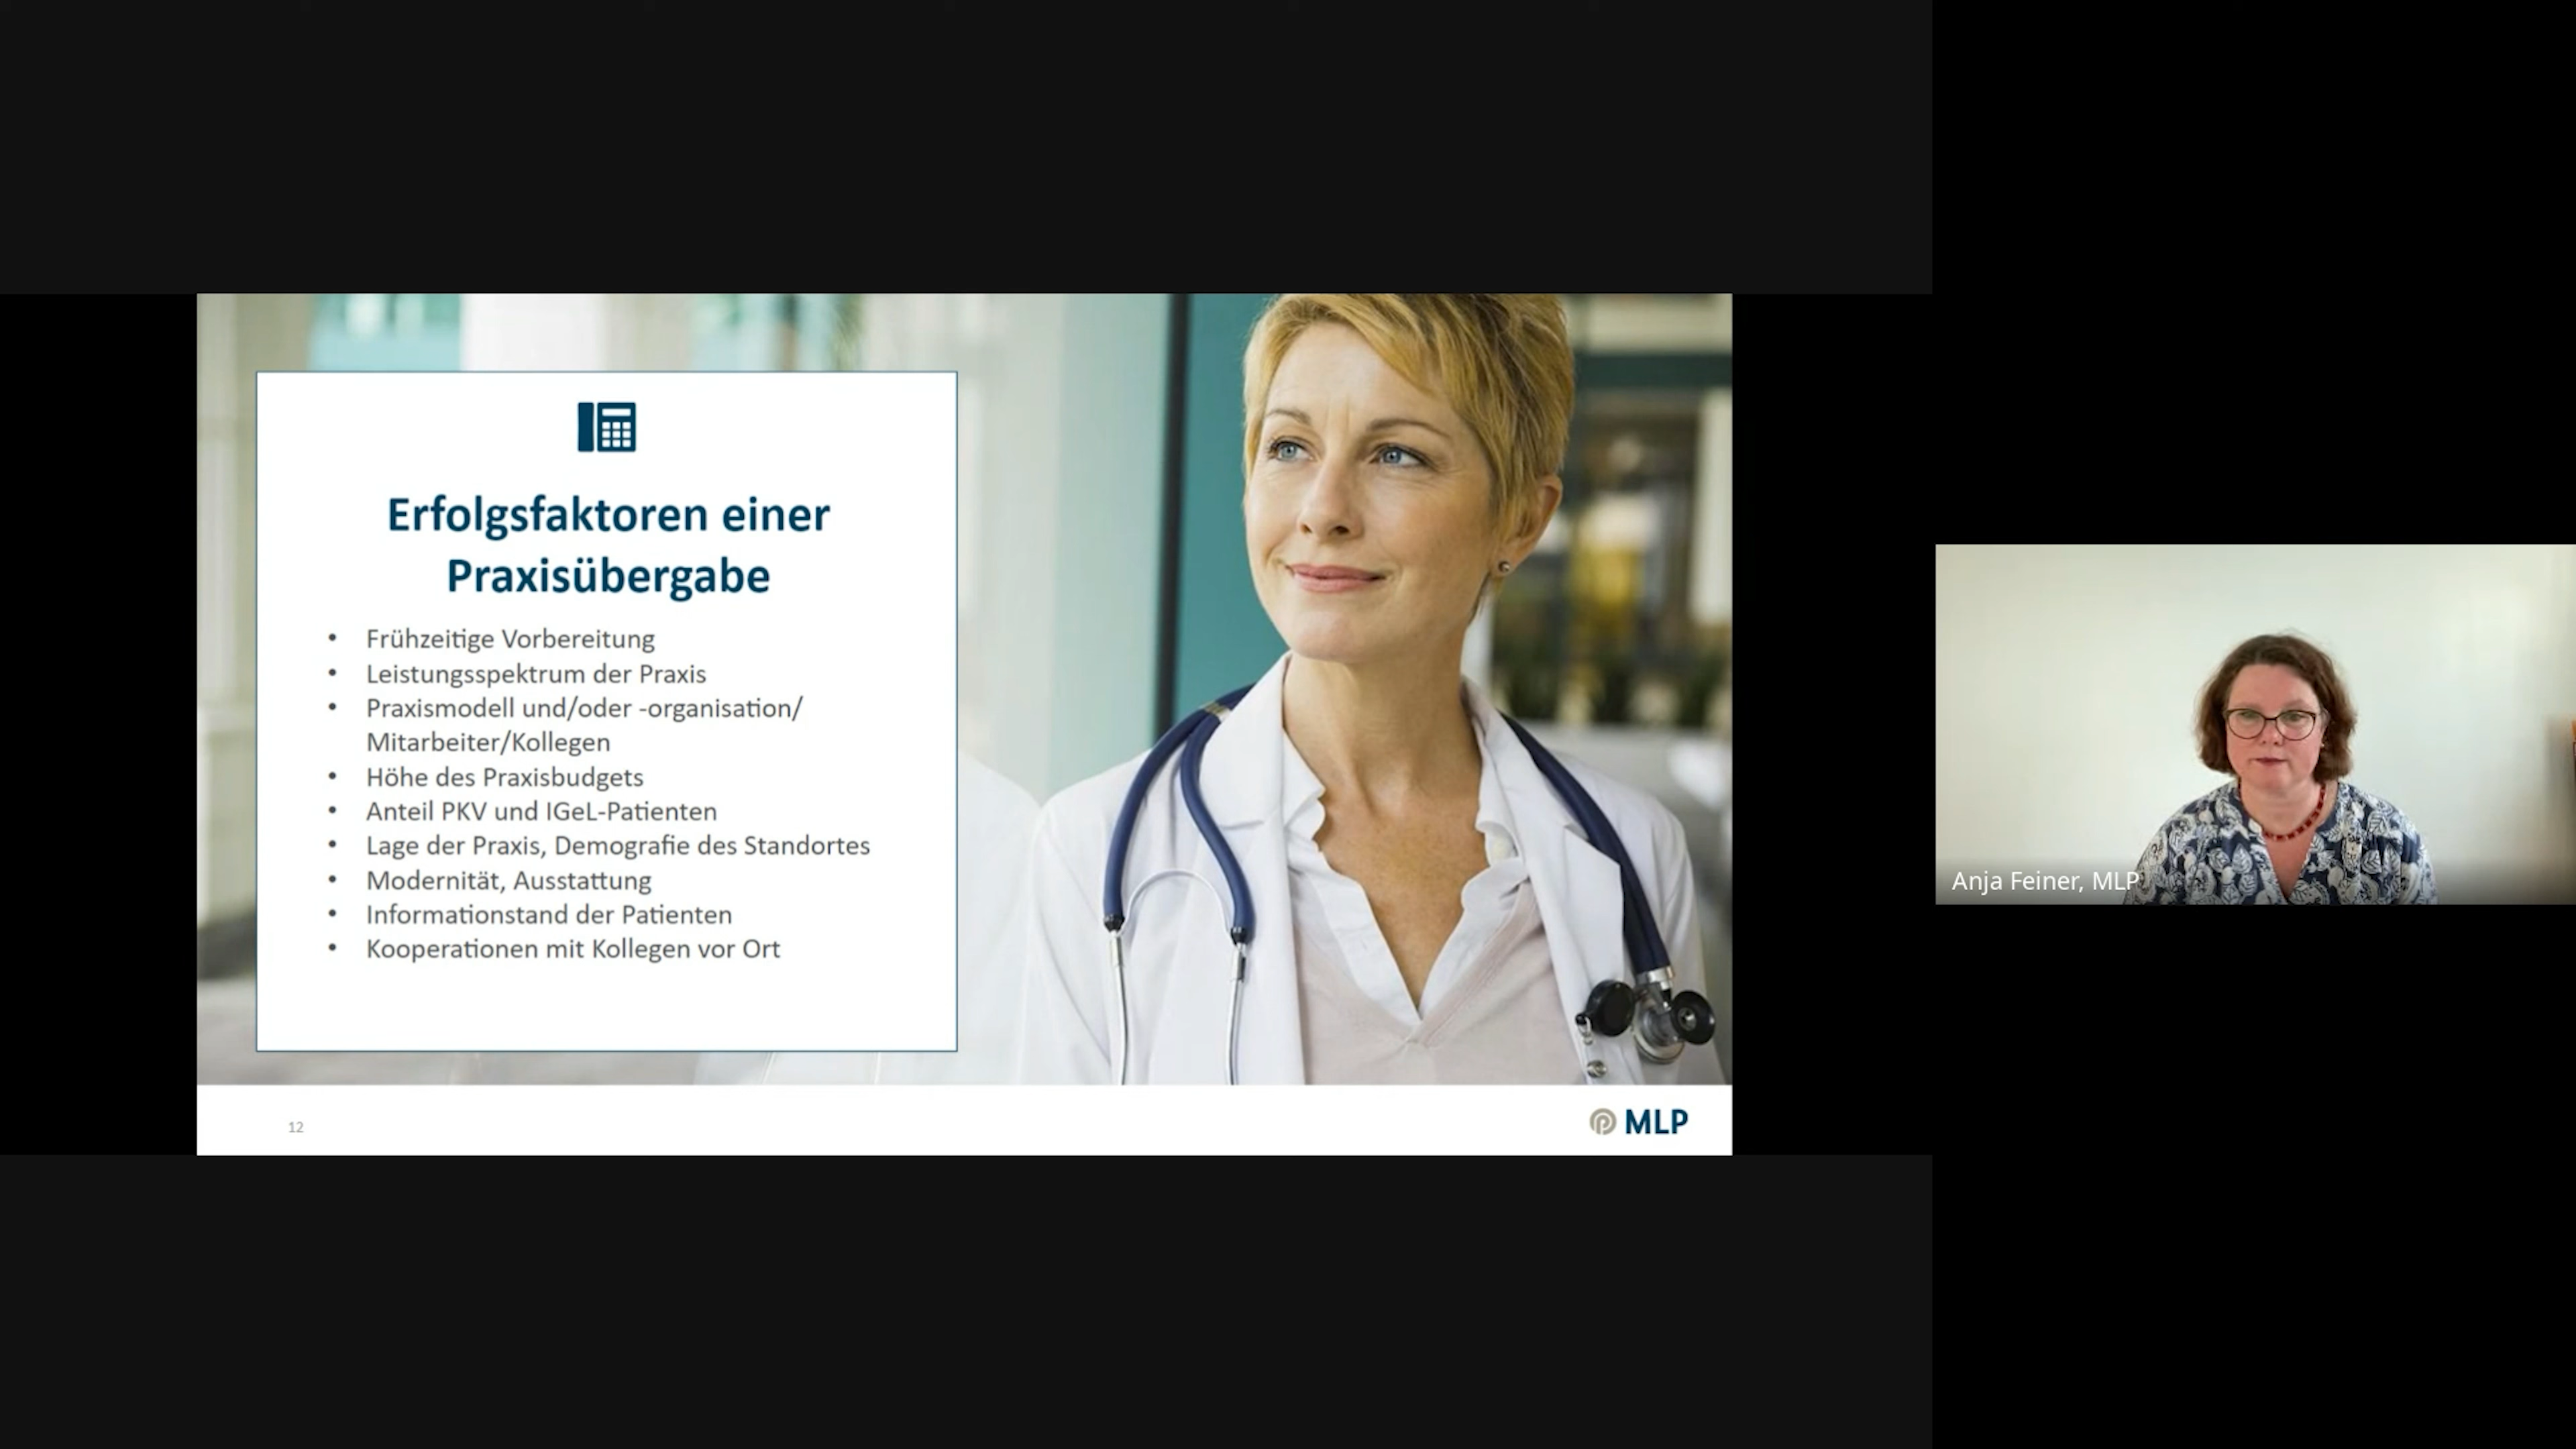 Erfolgsfaktoren einer
Praxisübergabe
• Frühzeitige Vorbereitung
• Leistungsspektrum der Praxis
• Praxismodell und/oder -organisation/
Mitarbeiter/Kollegen
• Höhe des Praxisbudgets
• Anteil PKV und IGeL-Patienten
• Lage der Praxis, Demografie des Standortes
• Modernität, Ausstattung
• Informationstand der Patienten
• Kooperationen mit Kollegen vor Ort
12
MLP
Anja Feiner, MLP